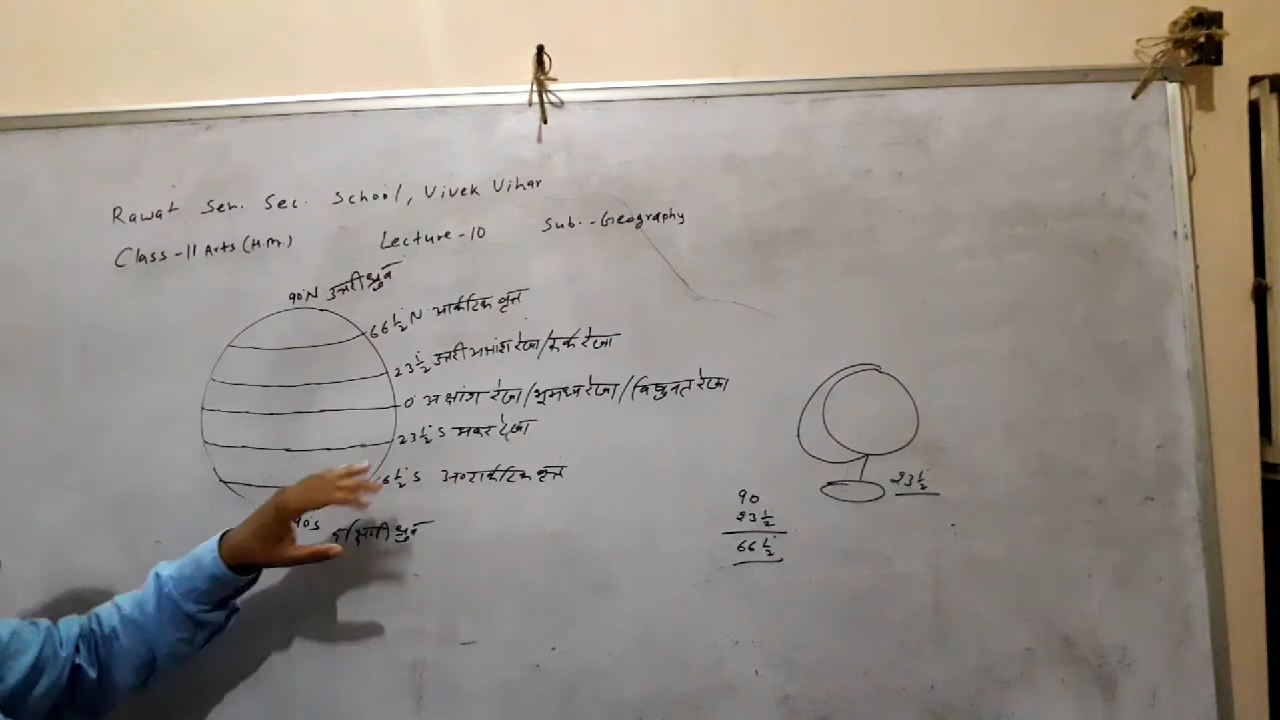 Rawat Sen. Sec. School, Vivek Vihar
Class-11 Arts (H.M.) Lecture-10 Sub.-Geography
90°N उत्तरी ध्रुव
66½°N आर्कटिक वृत्त
23½° उत्तरी अक्षांश रेखा/कर्क रेखा
0° अक्षांश रेखा/भूमध्य रेखा/विषुवत रेखा
23½°S मकर रेखा
6½°S अण्टार्कटिक वृत्त
90°S ध्रुव
23½°
90
23½
66½°